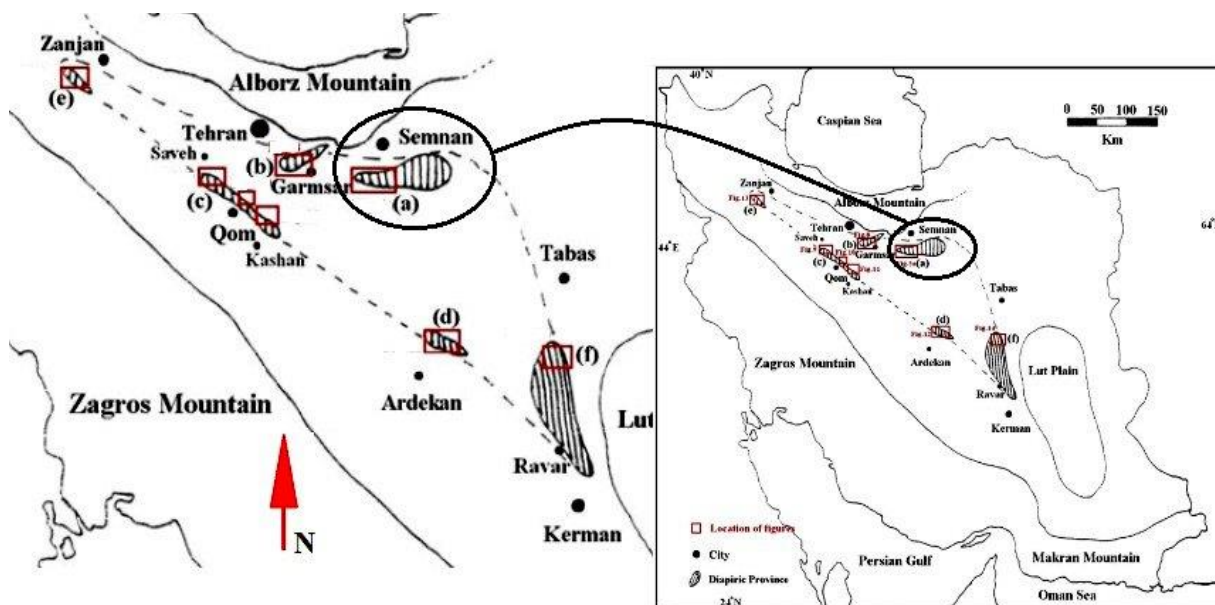 Zanjan
(e)
Alborz Mountain
Tehran
Semnan
Saveh
(b)
Garmsar
(a)
(c)
Qom
Kashan
Tabas
(d)
(f)
Zagros Mountain
Ardekan
Lut
Ravar
Kerman
N
40°N
0 50 100 150
Km
Caspian Sea
Zanjan
(e)
Alborz Mountain
Tehran
Semnan
Saveh
(b)
44°E
Garmsar
(a)
64°
(c)
Qom
Kashan
Tabas
(d)
(f)
Ardekan
Zagros Mountain
Lut Plain
Ravar
Kerman
Location of figures
City
Diapiric Province
Persian Gulf
Makran Mountain
Oman Sea
24°N